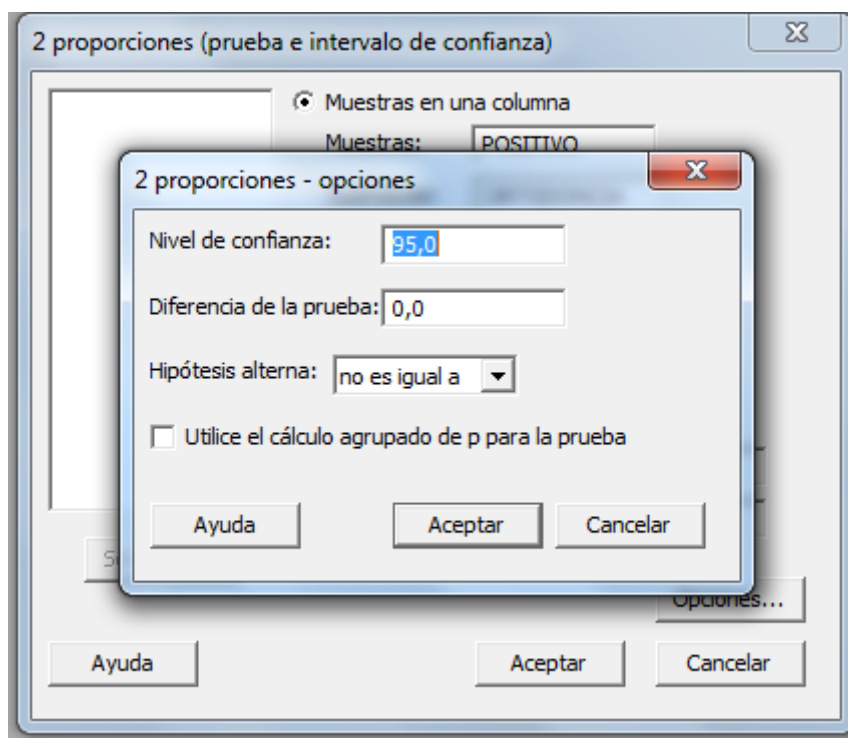 2 proporciones (prueba e intervalo de confianza)
Muestras en una columna
Muestras: POSITIVO
2 proporciones - opciones
Nivel de confianza: 95,0
Diferencia de la prueba: 0,0
Hipótesis alterna: no es igual a
Utilice el cálculo agrupado de p para la prueba
Ayuda Aceptar Cancelar
Opciones...
Ayuda Aceptar Cancelar